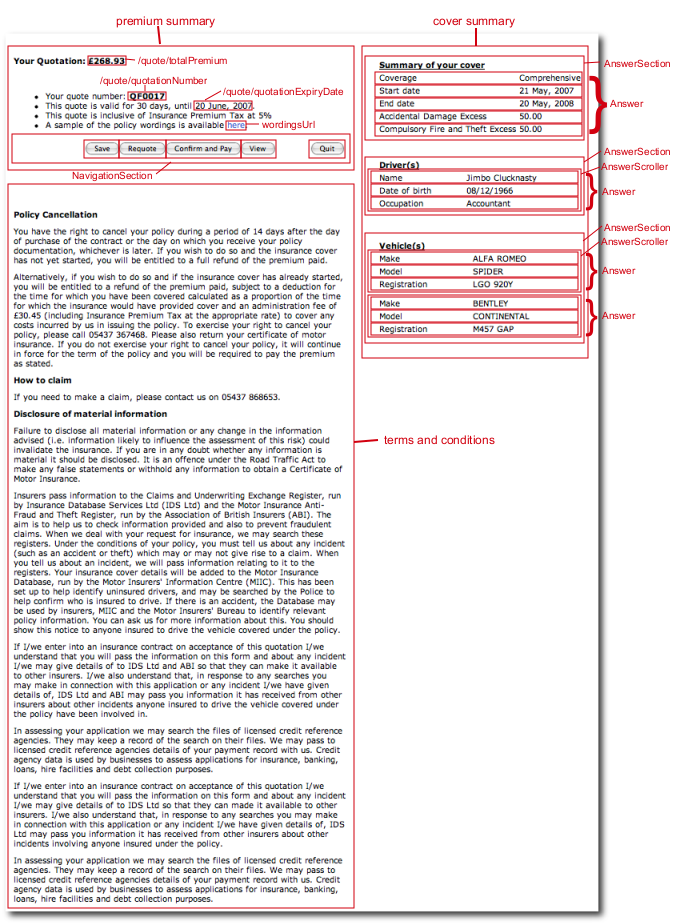 premium summary
Your Quotation: £268.93
/quote/totalPremium
/quote/quotationNumber
/quote/quotationExpiryDate
• Your quote number: QF0017
• This quote is valid for 30 days, until 20 June, 2007.
• This quote is inclusive of Insurance Premium Tax at 5%
• A sample of the policy wordings is available here
wordingsUrl
Save Requote Confirm and Pay View Quit
NavigationSection
Policy Cancellation
You have the right to cancel your policy during a period of 14 days after the day
of purchase of the contract or the day on which you receive your policy
documentation, whichever is later. If you wish to do so and the insurance cover
has not yet started, you will be entitled to a full refund of the premium paid.
Alternatively, if you wish to do so and if the insurance cover has already started,
you will be entitled to a refund of the premium paid, subject to a deduction for
the time for which you have been covered calculated as a proportion of the time
for which the insurance would have provided cover and an administration fee of
£30.45 (including Insurance Premium Tax at the appropriate rate) to cover any
costs incurred by us in issuing the policy. To exercise your right to cancel your
policy, please call 05437 367468. Please also return your certificate of motor
insurance. If you do not exercise your right to cancel your policy, it will continue
in force for the term of the policy and you will be required to pay the premium
as stated.
How to claim
If you need to make a claim, please contact us on 05437 868653.
Disclosure of material information
Failure to disclose all material information or any change in the information
advised (i.e. information likely to influence the assessment of this risk) could
invalidate the insurance. If you are in any doubt whether any information is
material it should be disclosed. It is an offence under the Road Traffic Act to
make any false statements or withhold any information to obtain a Certificate of
Motor Insurance.
Insurers pass information to the Claims and Underwriting Exchange Register, run
by Insurance Database Services Ltd (IDS Ltd) and the Motor Insurance Anti-
Fraud and Theft Register, run by the Association of British Insurers (ABI). The
aim is to help us to check information provided and also to prevent fraudulent
claims. When we deal with your request for insurance, we may search these
registers. Under the conditions of your policy, you must tell us about any incident
(such as an accident or theft) which may or may not give rise to a claim. When
you tell us about an incident, we will pass information relating to it to the
registers. Your insurance cover details will be added to the Motor Insurance
Database, run by the Motor Insurers' Information Centre (MIIC). This has been
set up to help identify uninsured drivers, and may be searched by the Police to
help confirm who is insured to drive. If there is an accident, the Database may
be used by insurers, MIIC and the Motor Insurers' Bureau to identify relevant
policy information. You can ask us for more information about this. You should
show this notice to anyone insured to drive the vehicle covered under the policy.
If I/we enter into an insurance contract on acceptance of this quotation I/we
understand that you will pass the information on this form and about any incident
I/we may give details of to IDS Ltd and ABI so that they can make it available
to other insurers. I/we also understand that, in response to any searches you
may make in connection with this application or any incident I/we have given
details of, IDS Ltd and ABI may pass you information it has received from other
insurers about other incidents anyone insured to drive the vehicle covered under
the policy have been involved in.
In assessing your application we may search the files of licensed credit reference
agencies. They may keep a record of the search on their files. We may pass to
licensed credit reference agencies details of your payment record with us. Credit
agency data is used by businesses to assess applications for insurance, banking,
loans, hire facilities and debt collection purposes.
If I/we enter into an insurance contract on acceptance of this quotation I/we
understand that you will pass the information on this form and about any incident
I/we may give details of to IDS Ltd so that they can made it available to other
insurers. I/we also understand that, in response to any searches you may make
in connection with this application or any incident I/we have given details of, IDS
Ltd may pass you information it has received from other insurers about other
incidents involving anyone insured under the policy.
In assessing your application we may search the files of licensed credit reference
agencies. They may keep a record of the search on their files. We may pass to
licensed credit reference agencies details of your payment record with us. Credit
agency data is used by businesses to assess applications for insurance, banking,
loans, hire facilities and debt collection purposes.
terms and conditions
cover summary
Summary of your cover
AnswerSection
Coverage Comprehensive
Start date 21 May, 2007
End date 20 May, 2008
Accidental Damage Excess 50.00
Compulsory Fire and Theft Excess 50.00
Answer
Driver(s)
AnswerSection
AnswerScroller
Name Jimbo Clucknasty
Date of birth 08/12/1966
Occupation Accountant
Answer
Vehicle(s)
AnswerSection
AnswerScroller
Make ALFA ROMEO
Model SPIDER
Registration LGO 920Y
Answer
Make BENTLEY
Model CONTINENTAL
Registration M457 GAP
Answer